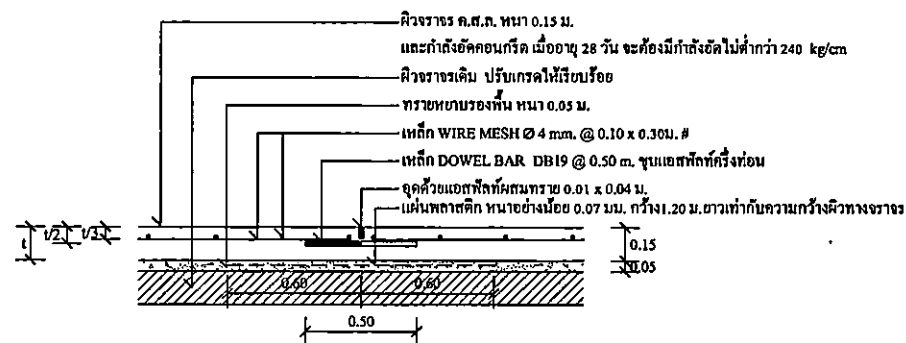 ผิวจราจร ค.ส.ล. หนา 0.15 ม.
และกำลังอัดคอนกรีต เมื่ออายุ 28 วัน จะต้องมีกำลังอัดไม่ต่ำกว่า 240 kg/cm
ผิวจราจรเดิม ปรับเกรดให้เรียบร้อย
ทรายหยาบรองพื้น หนา 0.05 ม.
เหล็ก WIRE MESH Ø 4 mm. @ 0.10 x 0.30ม. #
เหล็ก DOWEL BAR DB19 @ 0.50 m. ชุบแอสฟัลท์ครึ่งท่อน
อุดด้วยแอสฟัลท์ผสมทราย 0.01 x 0.04 ม.
แผ่นพลาสติก หนาอย่างน้อย 0.07 มม. กว้าง1.20 ม.ยาวเท่ากับความกว้างผิวทางจราจร
t t/2 t/3
0.15
0.05
0.60 0.60
0.50